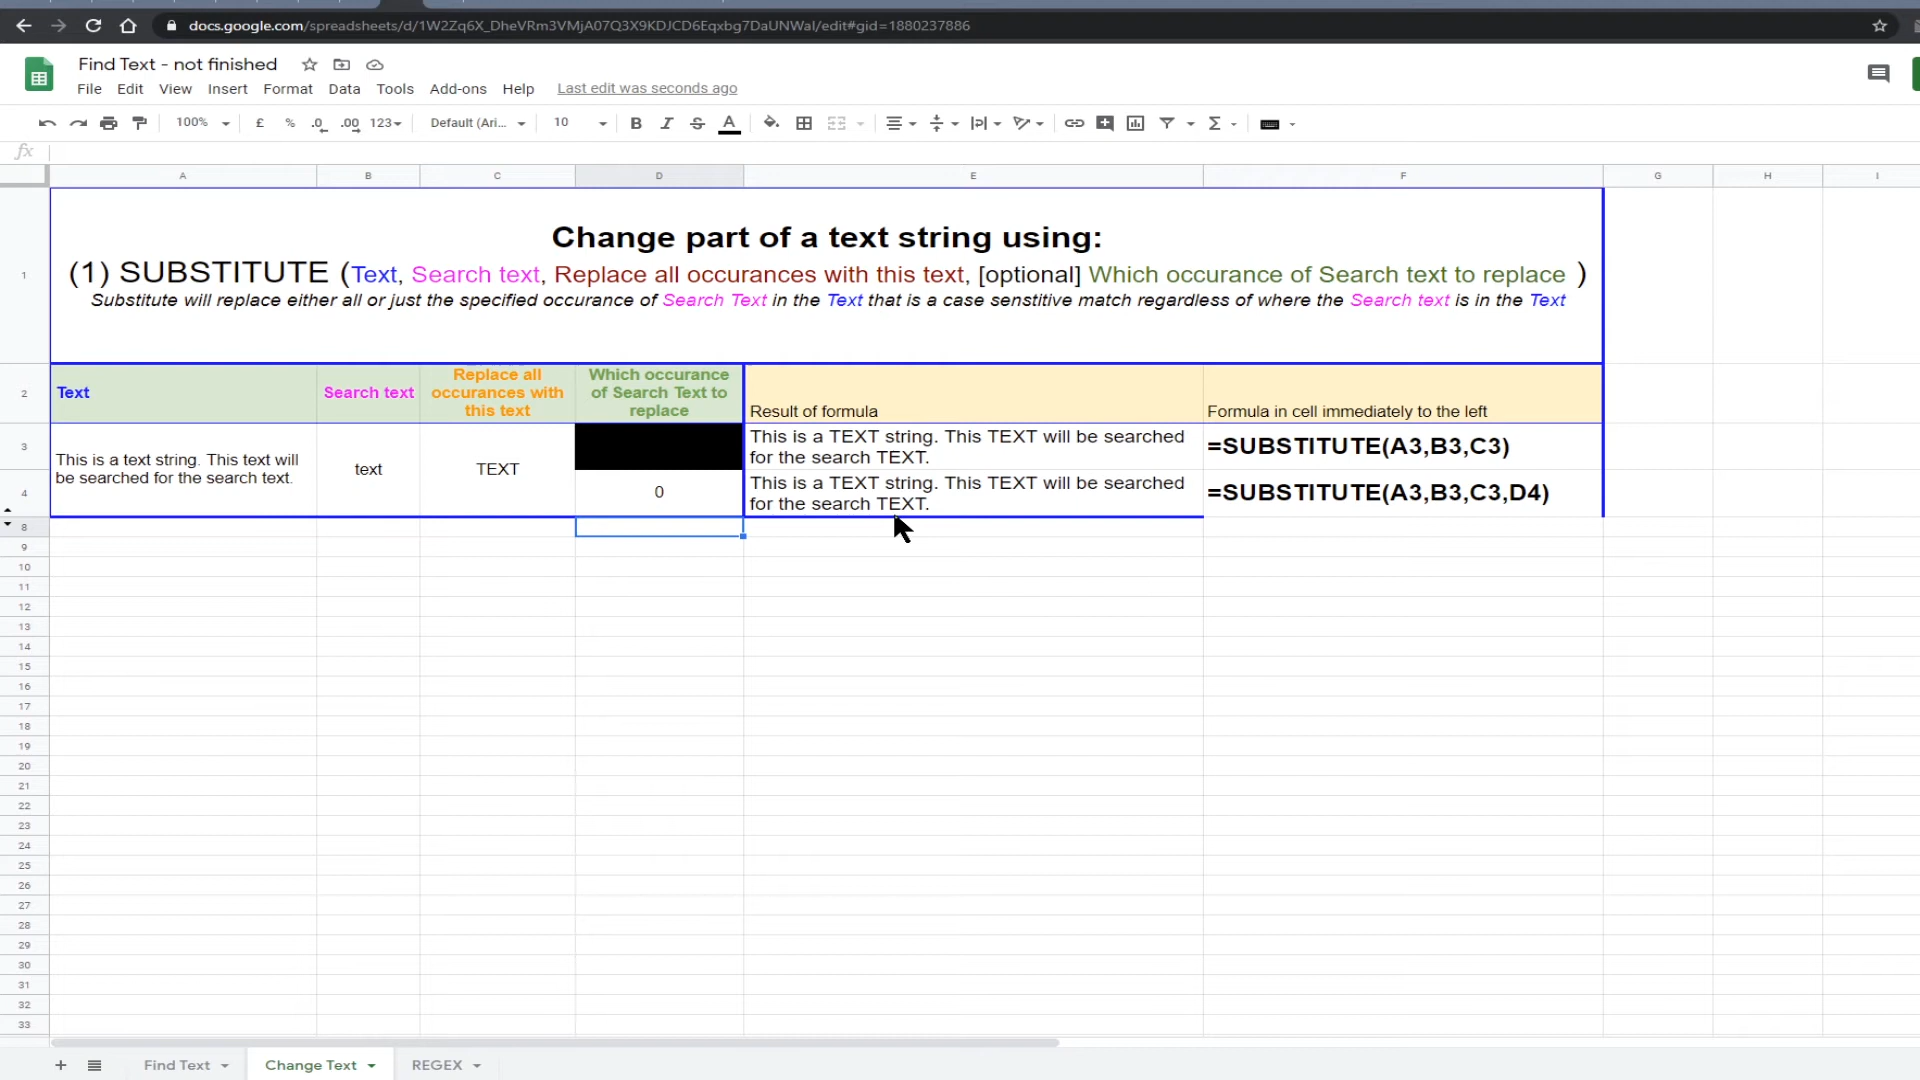 docs.google.com/spreadsheets/d/1W2Zq6X_DheVRm3VMjA07Q3X9KDJCD6Eqxbg7DaUNWaI/edit#gid=1880237886
Find Text - not finished
File Edit View Insert Format Data Tools Add-ons Help Last edit was seconds ago
100% £ % .0 .00 123 Default (Ari... 10 B I S A Σ
fx
A B C D E F G H I
1
Change part of a text string using:
(1) SUBSTITUTE (Text, Search text, Replace all occurances with this text, [optional] Which occurance of Search text to replace )
Substitute will replace either all or just the specified occurance of Search Text in the Text that is a case senstitive match regardless of where the Search text is in the Text
2
Text
Search text
Replace all
occurances with
this text
Which occurance
of Search Text to
replace
Result of formula
Formula in cell immediately to the left
3
This is a text string. This text will
be searched for the search text.
text
TEXT
This is a TEXT string. This TEXT will be searched
for the search TEXT.
=SUBSTITUTE(A3,B3,C3)
4
0
This is a TEXT string. This TEXT will be searched
for the search TEXT.
=SUBSTITUTE(A3,B3,C3,D4)
8
9
10
11
12
13
14
15
16
17
18
19
20
21
22
23
24
25
26
27
28
29
30
31
32
33
+ Find Text Change Text REGEX